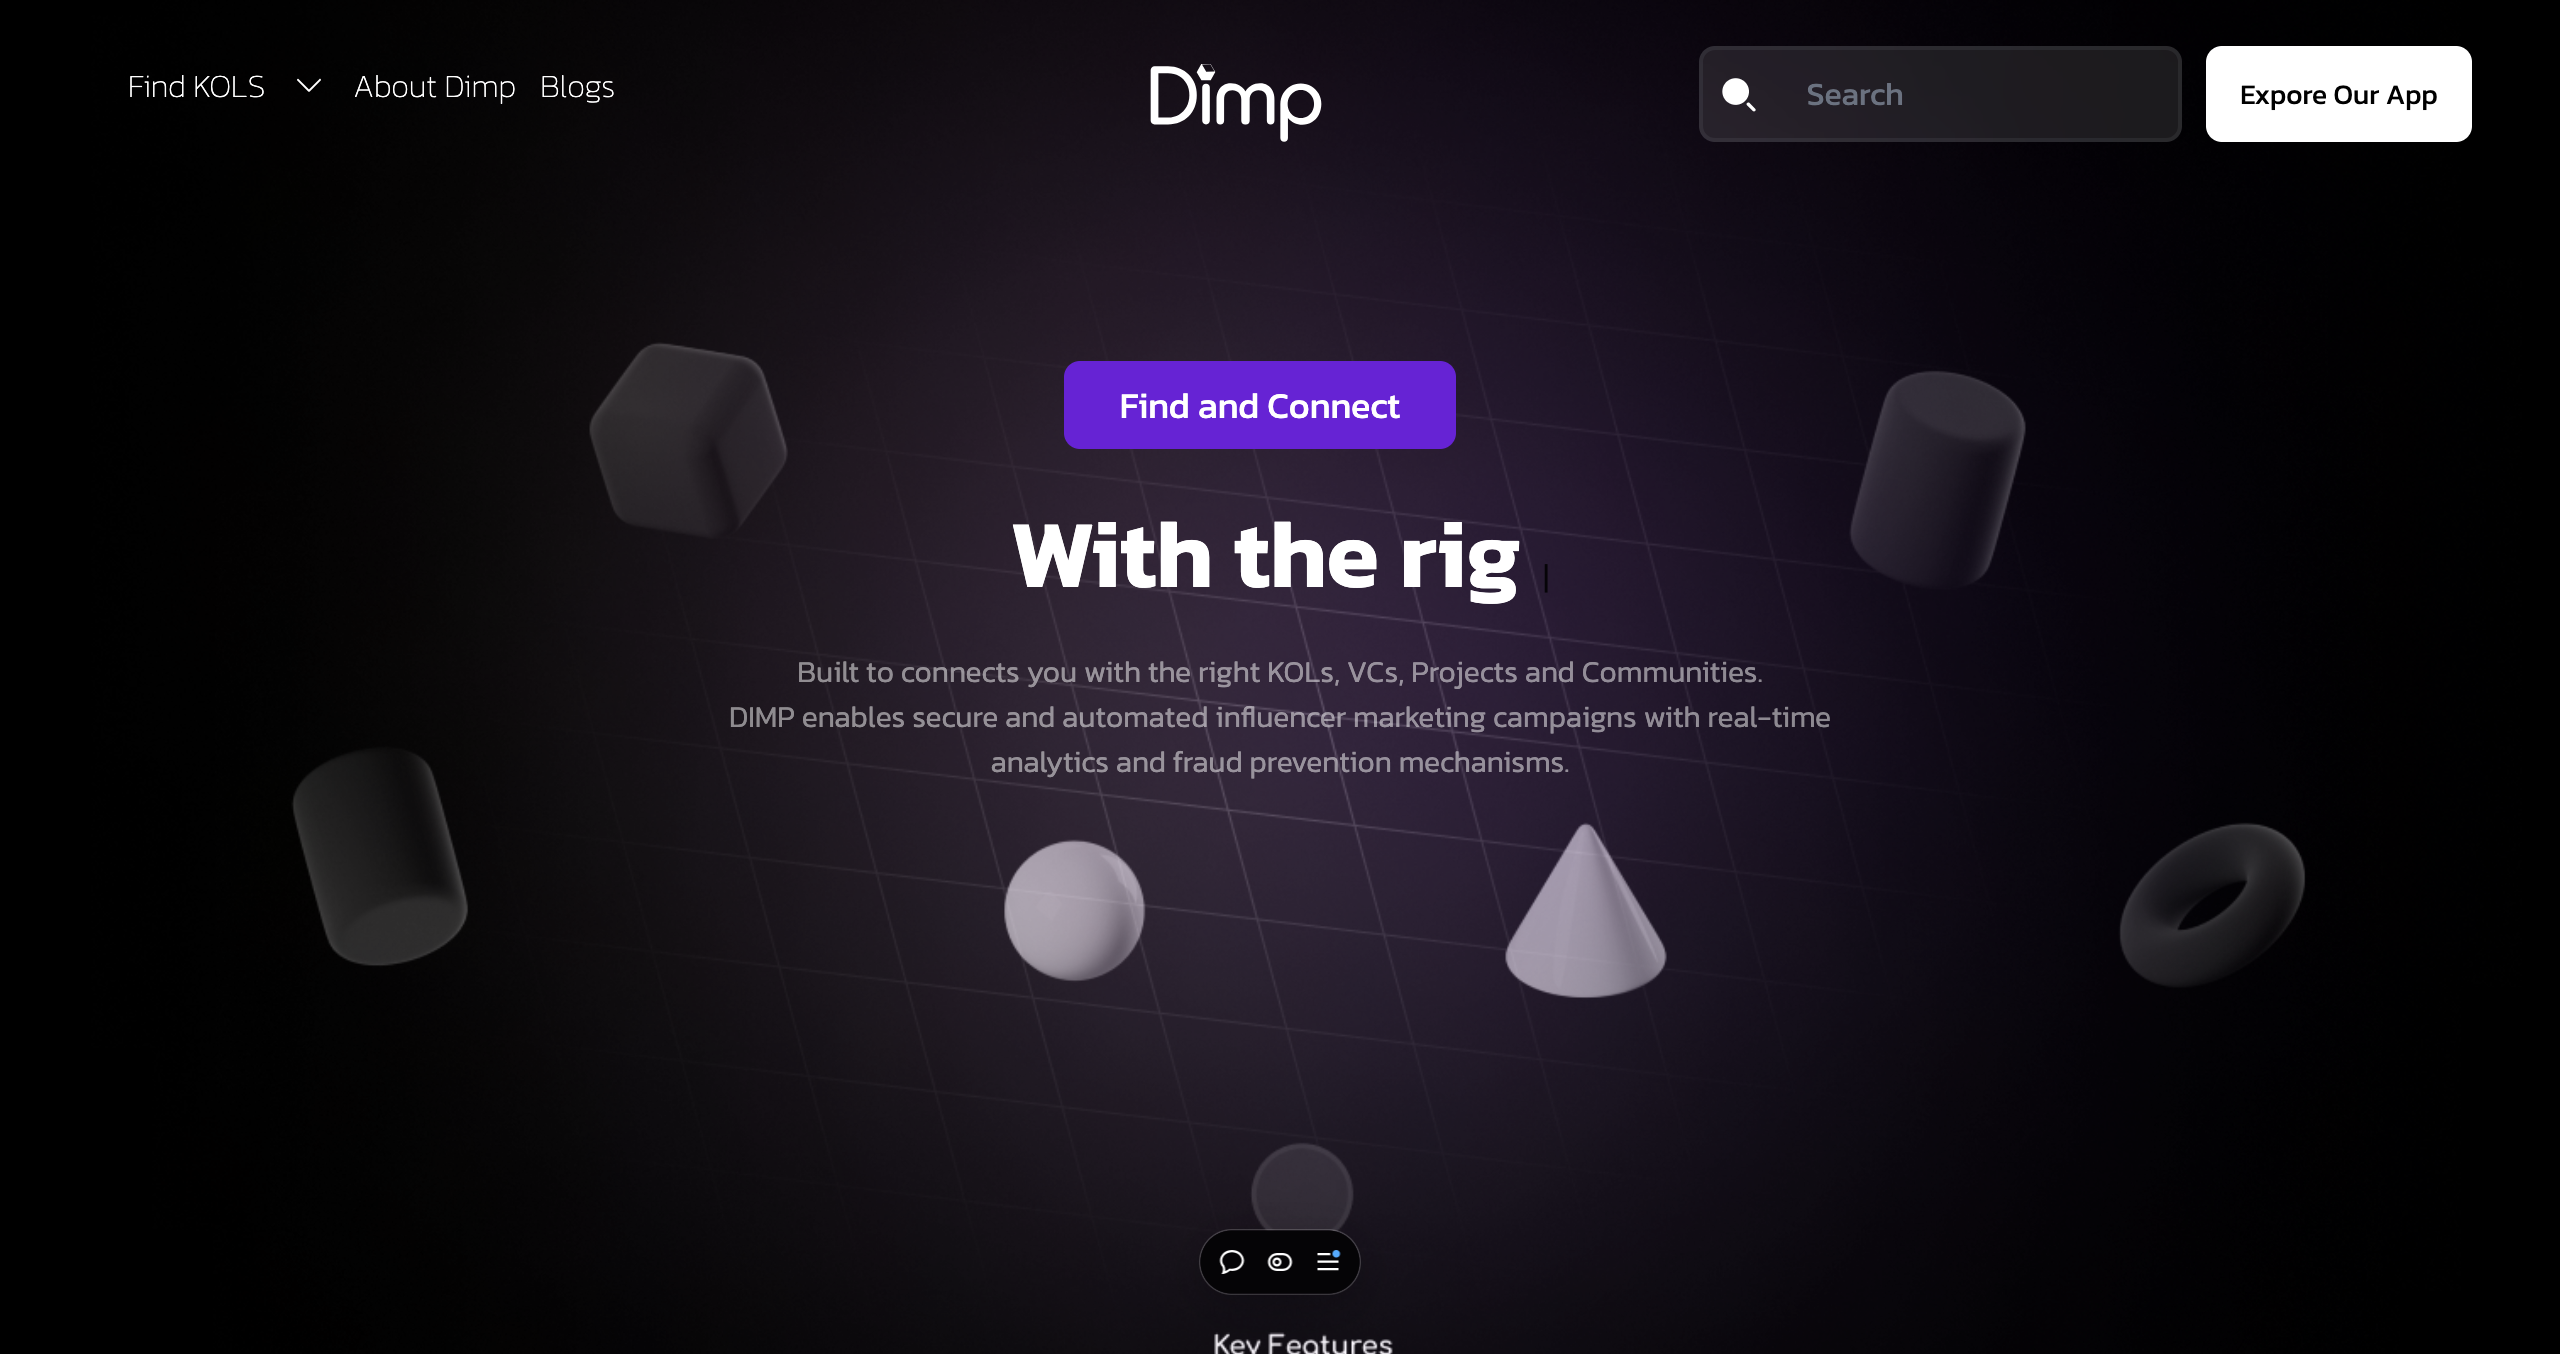 Find KOLS
About Dimp
Blogs
Dimp
Search
Expore Our App
Find and Connect
With the rig
Built to connects you with the right KOLs, VCs, Projects and Communities.
DIMP enables secure and automated influencer marketing campaigns with real-time
analytics and fraud prevention mechanisms.
Key Features